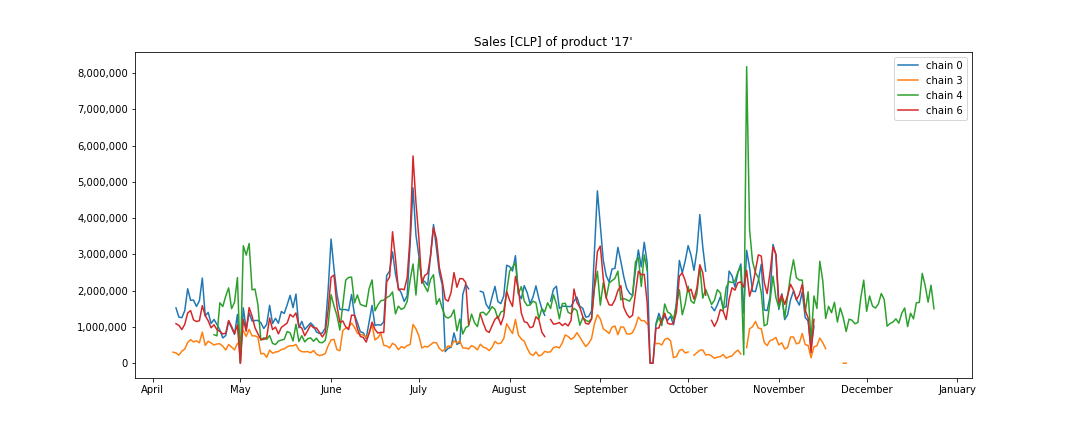 Sales [CLP] of product '17'
8,000,000
7,000,000
6,000,000
5,000,000
4,000,000
3,000,000
2,000,000
1,000,000
0
chain 0
chain 3
chain 4
chain 6
April May June July August September October November December January